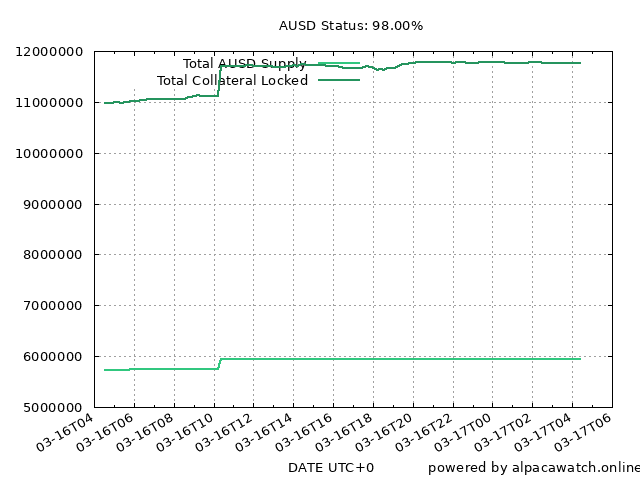 AUSD Status: 98.00%
12000000
11000000
10000000
9000000
8000000
7000000
6000000
5000000
Total AUSD Supply
Total Collateral Locked
03-16T04
03-16T06
03-16T08
03-16T10
03-16T12
03-16T14
03-16T16
03-16T18
03-16T20
03-16T22
03-17T00
03-17T02
03-17T04
03-17T06
DATE UTC+0
powered by alpacawatch.online